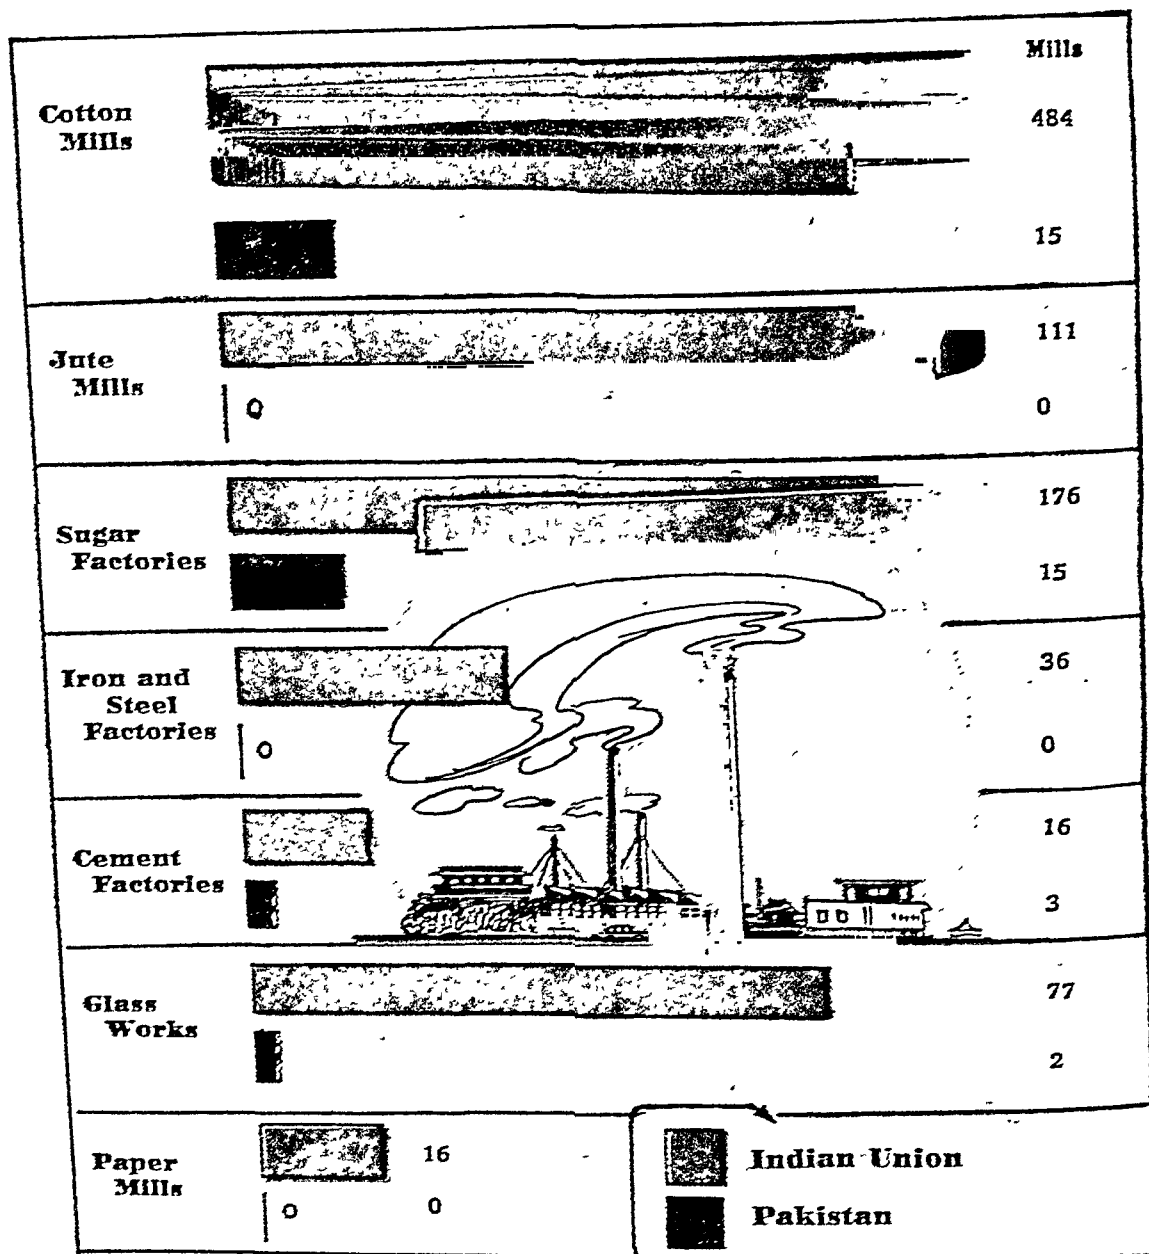 Mills
Cotton
Mills
484
15
Jute
Mills
111
0
0
Sugar
Factories
176
15
Iron and
Steel
Factories
36
0
0
Cement
Factories
16
3
Glass
Works
77
2
Paper
Mills
16
0
0
Indian Union
Pakistan